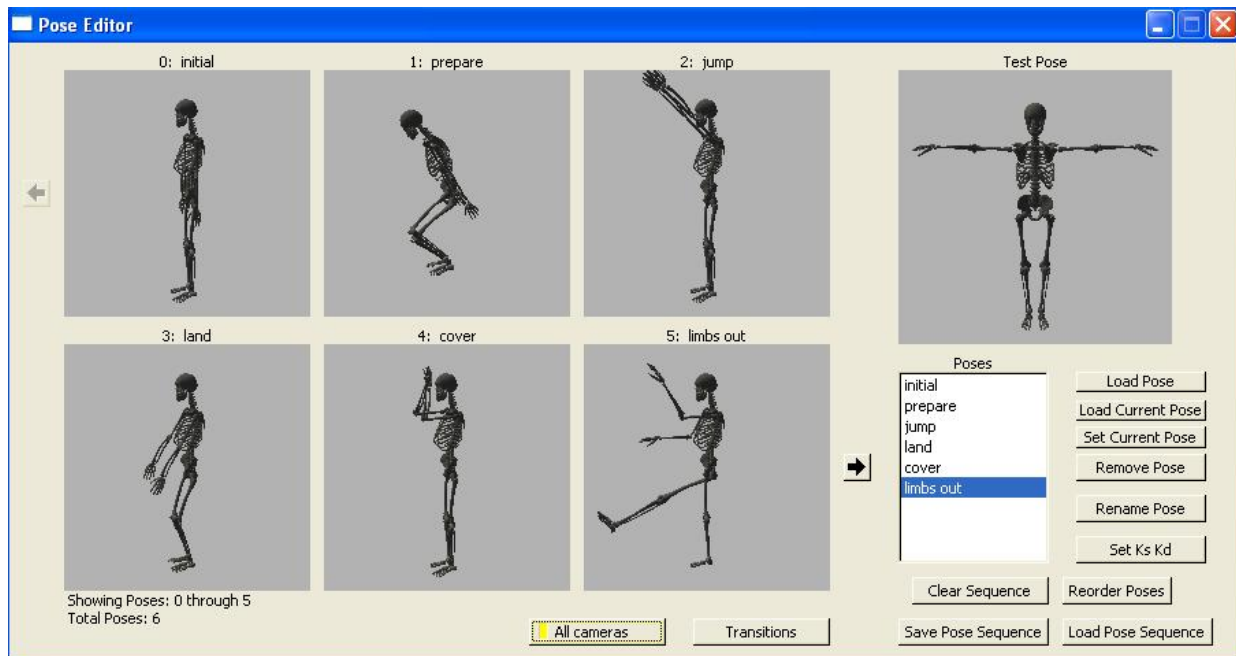 Pose Editor
0: initial
1: prepare
2: jump
Test Pose
3: land
4: cover
5: limbs out
Showing Poses: 0 through 5
Total Poses: 6
All cameras
Transitions
Poses
initial
prepare
jump
land
cover
limbs out
Load Pose
Load Current Pose
Set Current Pose
Remove Pose
Rename Pose
Set Ks Kd
Clear Sequence
Reorder Poses
Save Pose Sequence
Load Pose Sequence